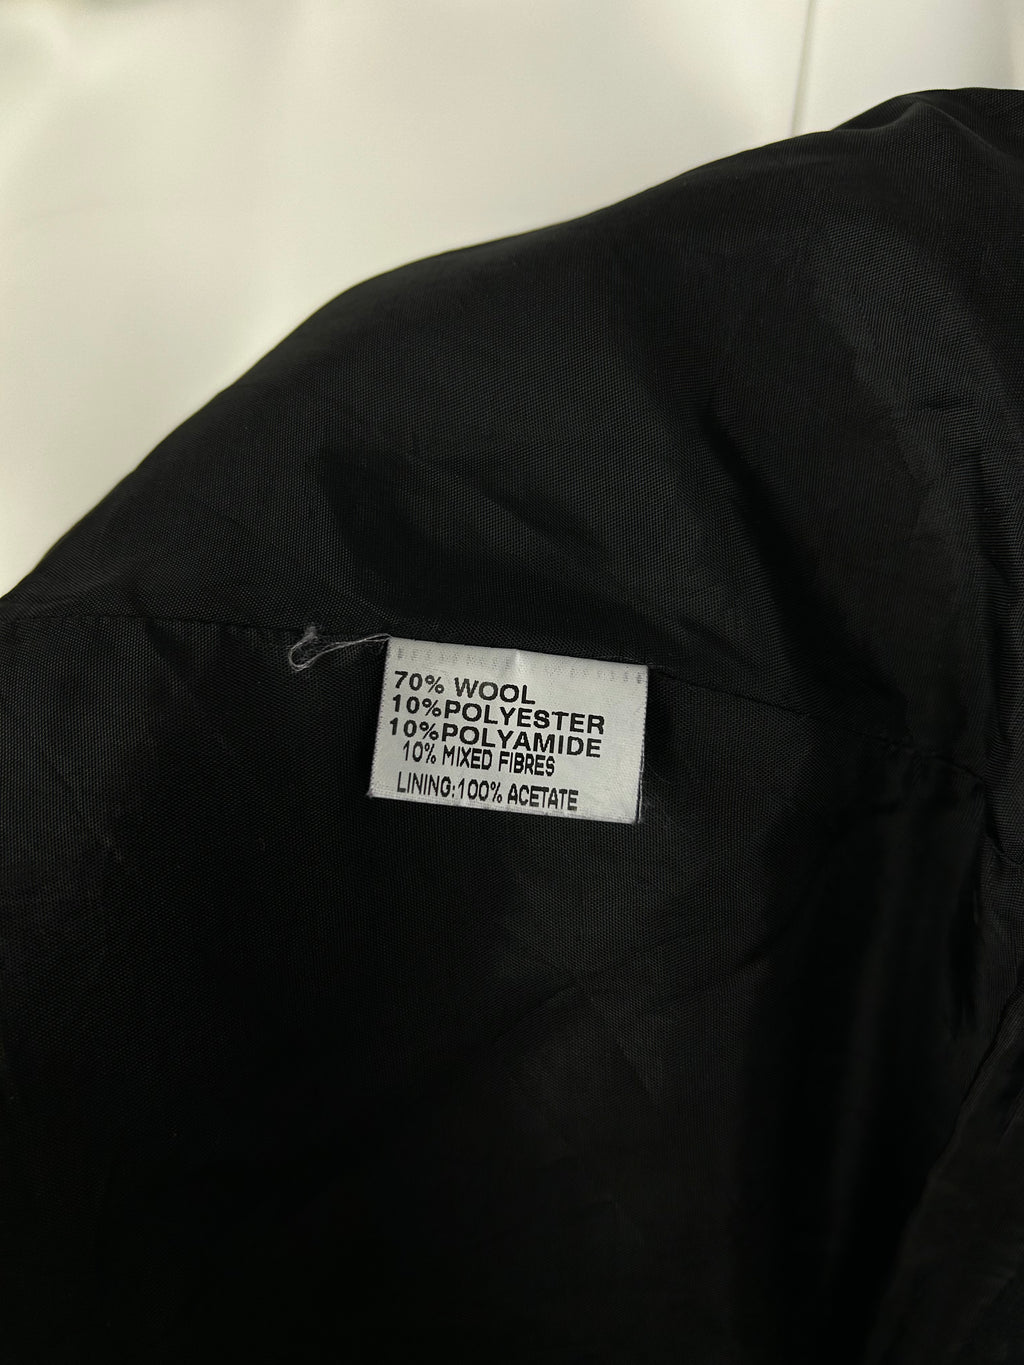 70% WOOL
10%POLYESTER
10%POLYAMIDE
10% MIXED FIBRES
LINING:100% ACETATE